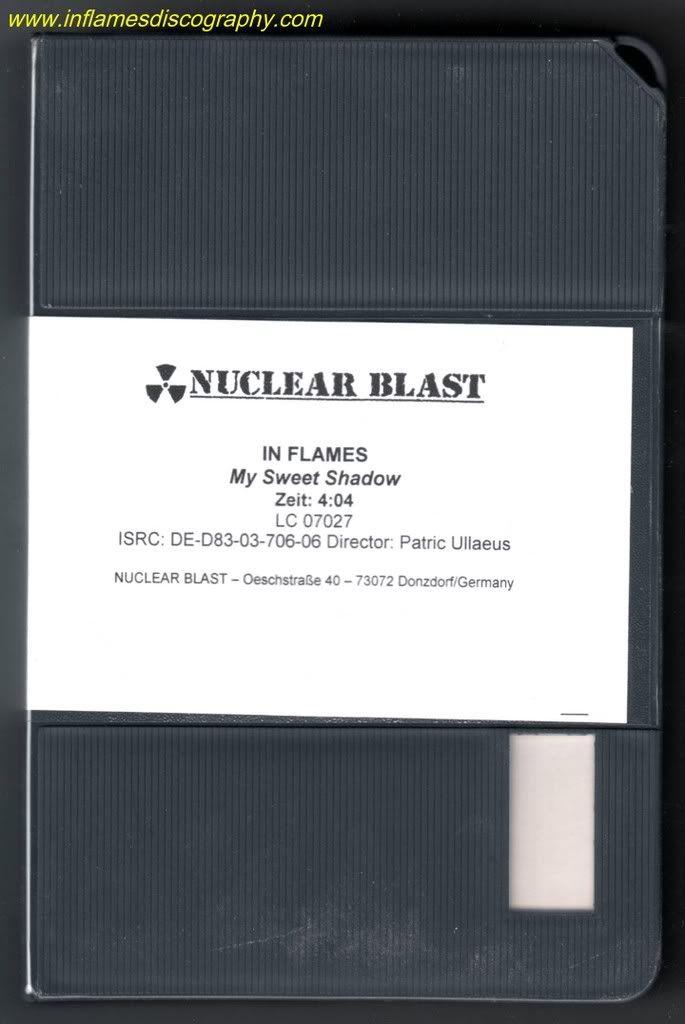 www.inflamesdiscography.com
NUCLEAR BLAST
IN FLAMES
My Sweet Shadow
Zeit: 4:04
LC 07027
ISRC: DE-D83-03-706-06 Director: Patric Ullaeus
NUCLEAR BLAST – Oeschstraße 40 – 73072 Donzdorf/Germany